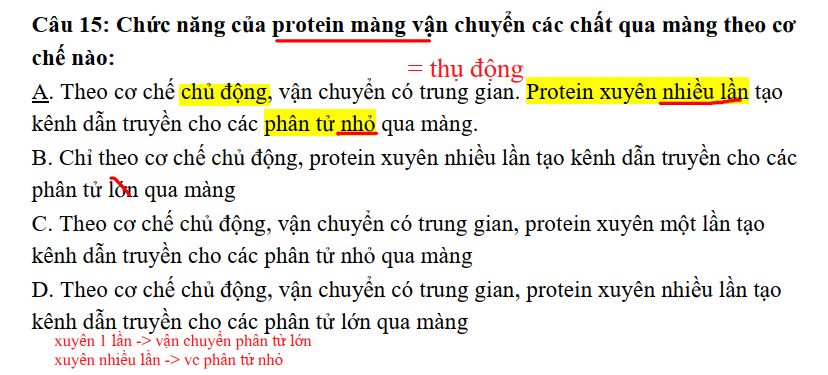 Câu 15: Chức năng của protein màng vận chuyển các chất qua màng theo cơ
chế nào:
= thụ động
A. Theo cơ chế chủ động, vận chuyển có trung gian. Protein xuyên nhiều lần tạo
kênh dẫn truyền cho các phân tử nhỏ qua màng.
B. Chỉ theo cơ chế chủ động, protein xuyên nhiều lần tạo kênh dẫn truyền cho các
phân tử lớn qua màng
C. Theo cơ chế chủ động, vận chuyển có trung gian, protein xuyên một lần tạo
kênh dẫn truyền cho các phân tử nhỏ qua màng
D. Theo cơ chế chủ động, vận chuyển có trung gian, protein xuyên nhiều lần tạo
kênh dẫn truyền cho các phân tử lớn qua màng
xuyên 1 lần -> vận chuyển phân tử lớn
xuyên nhiều lần -> vc phân tử nhỏ